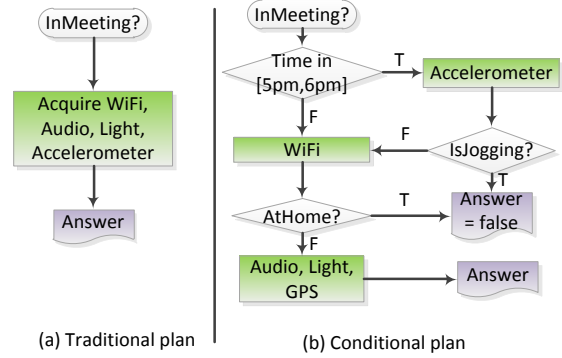 InMeeting?
Acquire WiFi,
Audio, Light,
Accelerometer
Answer
(a) Traditional plan
InMeeting?
Time in
[5pm,6pm]
T
Accelerometer
F
F
WiFi
IsJogging?
T
AtHome?
T
Answer
= false
F
Audio, Light,
GPS
Answer
(b) Conditional plan